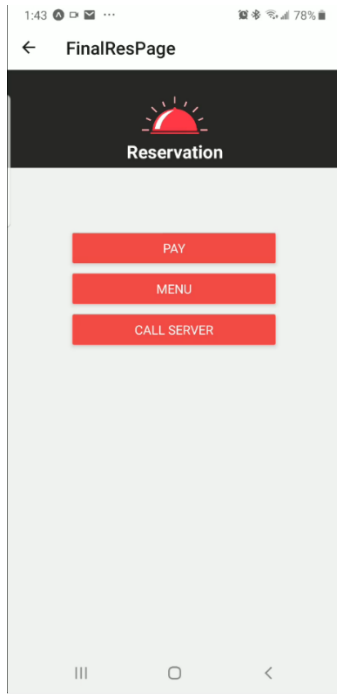 1:43 78%
FinalResPage
Reservation
PAY
MENU
CALL SERVER